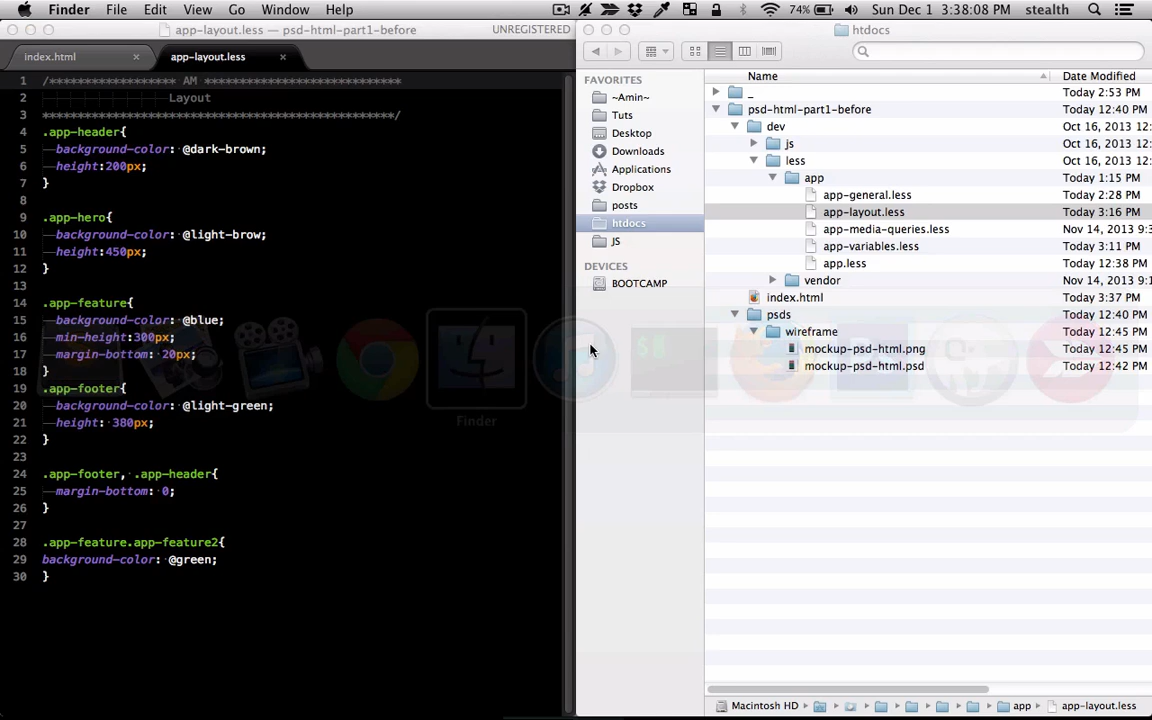 Finder File Edit View Go Window Help 74% Sun Dec 1 3:38:08 PM stealth
app-layout.less — psd-html-part1-before UNREGISTERED
index.html × app-layout.less ×
1 /****************** AM ****************************
2 Layout
3 **************************************************/
4 .app-header{
5 background-color: @dark-brown;
6 height:200px;
7 }
8
9 .app-hero{
10 background-color: @light-brow;
11 height:450px;
12 }
13
14 .app-feature{
15 background-color: @blue;
16 min-height:300px;
17 margin-bottom: 20px;
18 }
19 .app-footer{
20 background-color: @light-green;
21 height: 380px;
22 }
23
24 .app-footer, .app-header{
25 margin-bottom: 0;
26 }
27
28 .app-feature.app-feature2{
29 background-color: @green;
30 }
Finder
htdocs
FAVORITES
~Amin~
Tuts
Desktop
Downloads
Applications
Dropbox
posts
htdocs
JS
DEVICES
BOOTCAMP
Name Date Modified
_ Today 2:53 PM
psd-html-part1-before Today 12:40 PM
dev Oct 16, 2013 12:
js Oct 16, 2013 12:
less Oct 16, 2013 12:
app Today 1:15 PM
app-general.less Today 2:28 PM
app-layout.less Today 3:16 PM
app-media-queries.less Nov 14, 2013 9:3
app-variables.less Today 3:11 PM
app.less Today 12:38 PM
vendor Nov 14, 2013 9:3
index.html Today 3:37 PM
psds Today 12:40 PM
wireframe Today 12:45 PM
mockup-psd-html.png Today 12:45 PM
mockup-psd-html.psd Today 12:42 PM
Macintosh HD app app-layout.less